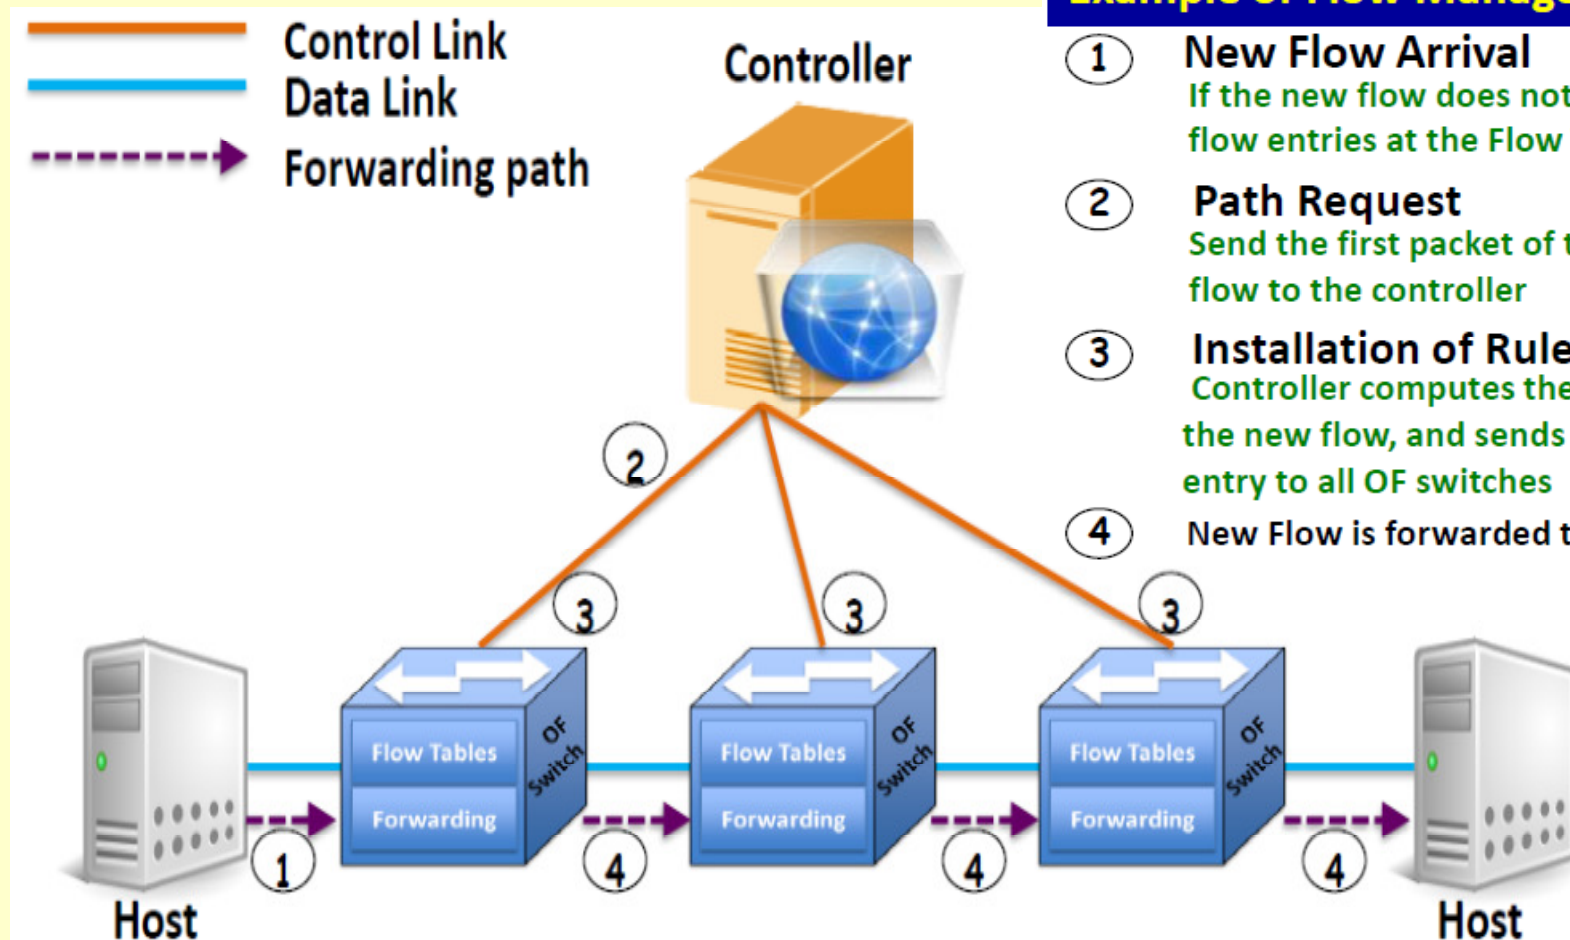 Control Link
Data Link
Forwarding path
Controller
1 New Flow Arrival
If the new flow does not
flow entries at the Flow
2 Path Request
Send the first packet of
flow to the controller
3 Installation of Rule
Controller computes the
the new flow, and sends
entry to all OF switches
4 New Flow is forwarded
2
3
3
3
Flow Tables
Forwarding
OF
Switch
Flow Tables
Forwarding
OF
Switch
Flow Tables
Forwarding
OF
Switch
1
4
4
4
Host
Host